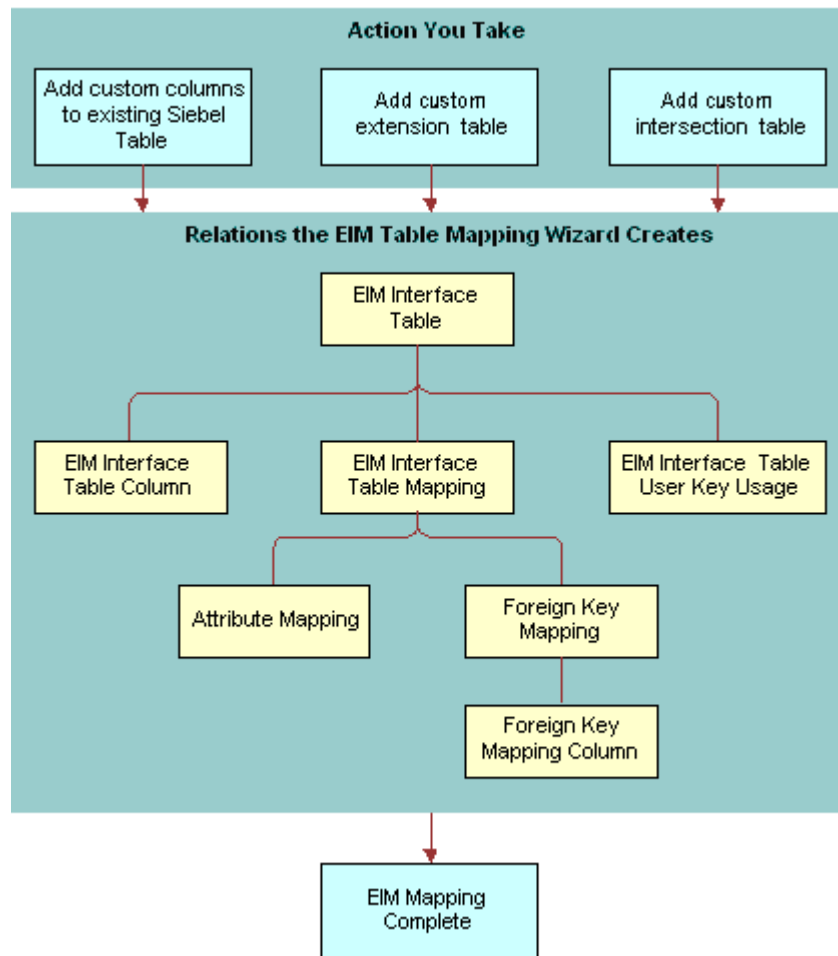 Action You Take
Add custom columns
to existing Siebel
Table
Add custom
extension table
Add custom
intersection table
Relations the EIM Table Mapping Wizard Creates
EIM Interface
Table
EIM Interface
Table Column
EIM Interface
Table Mapping
EIM Interface Table
User Key Usage
Attribute Mapping
Foreign Key
Mapping
Foreign Key
Mapping Column
EIM Mapping
Complete